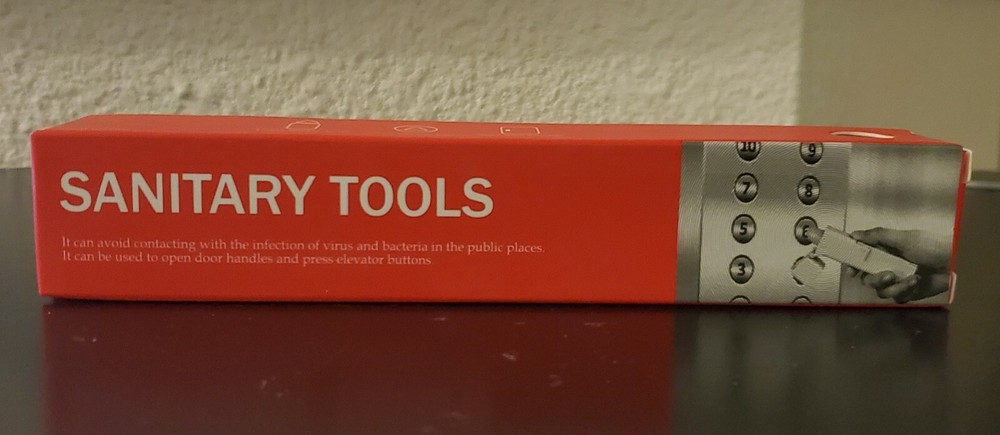 SANITARY TOOLS
It can avoid contacting with the infection of virus and bacteria in the public places.
It can be used to open door handles and press elevator buttons
10 9
7 8
5 6
3